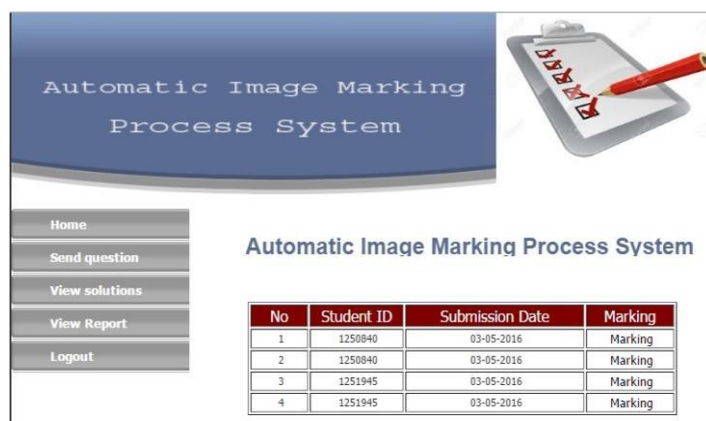 Automatic Image Marking
Process System
Home
Send question
View solutions
View Report
Logout
Automatic Image Marking Process System
No Student ID Submission Date Marking
1 1250840 03-05-2016 Marking
2 1250840 03-05-2016 Marking
3 1251945 03-05-2016 Marking
4 1251945 03-05-2016 Marking